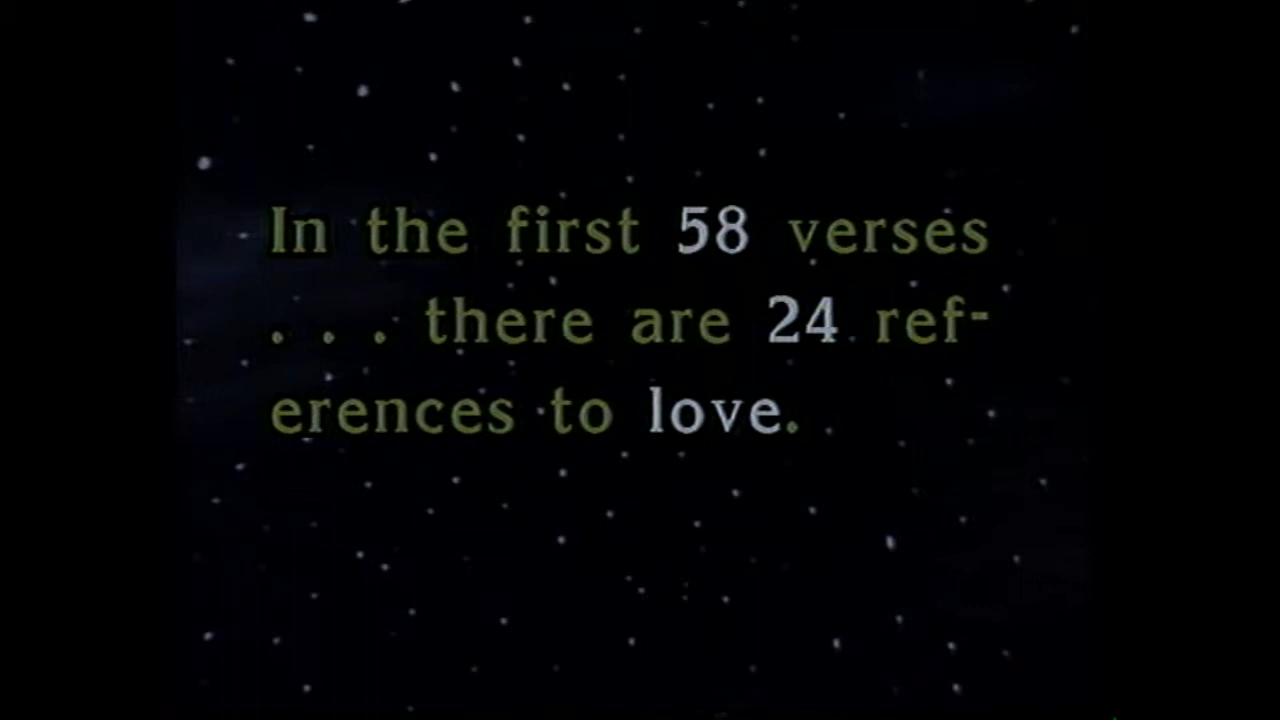 In the first 58 verses
. . . there are 24 ref-
erences to love.